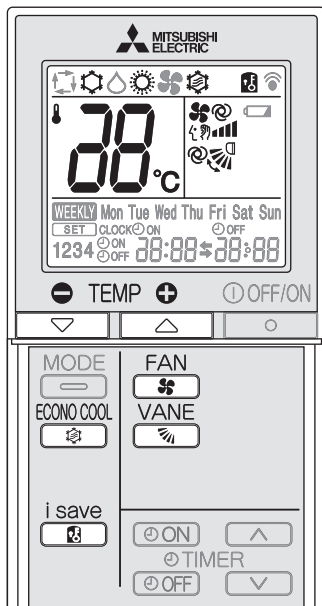 MITSUBISHI
ELECTRIC
°C
WEEKLY Mon Tue Wed Thu Fri Sat Sun
SET CLOCK ON OFF
1234 ON OFF 88:88 88:88
TEMP OFF/ON
MODE FAN
ECONO COOL VANE
i save
ON
TIMER
OFF